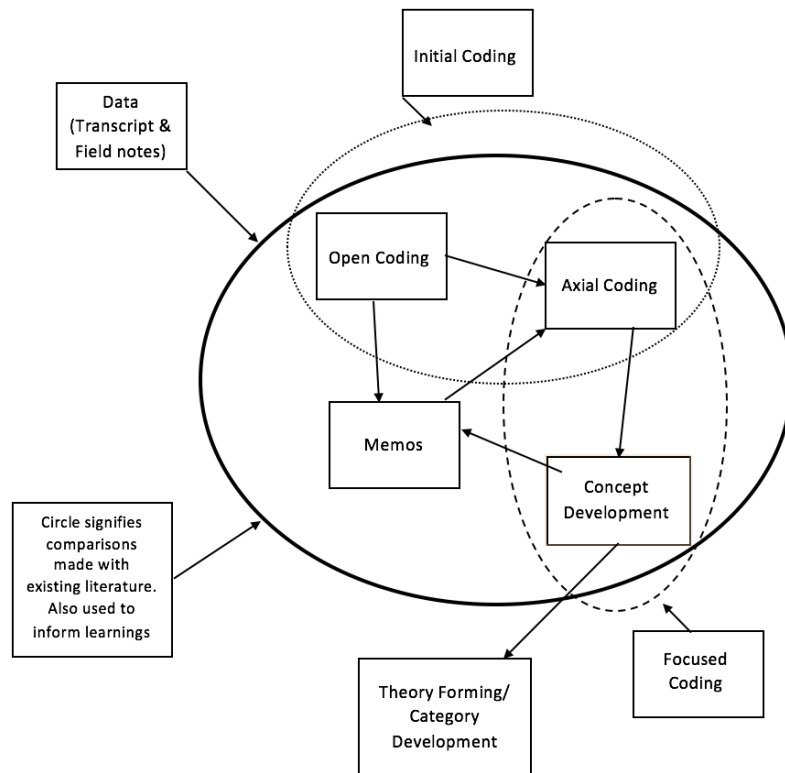 Initial Coding
Data
(Transcript &
Field notes)
Open Coding
Axial Coding
Memos
Concept
Development
Circle signifies
comparisons
made with
existing literature.
Also used to
inform learnings
Focused
Coding
Theory Forming/
Category
Development